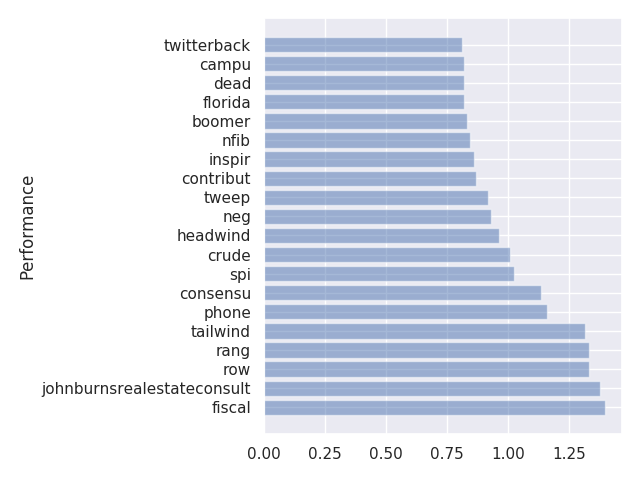 twitterback
campu
dead
florida
boomer
nfib
inspir
contribut
tweep
neg
headwind
crude
spi
consensu
phone
tailwind
rang
row
johnburnsrealestateconsult
fiscal
Performance
0.00 0.25 0.50 0.75 1.00 1.25